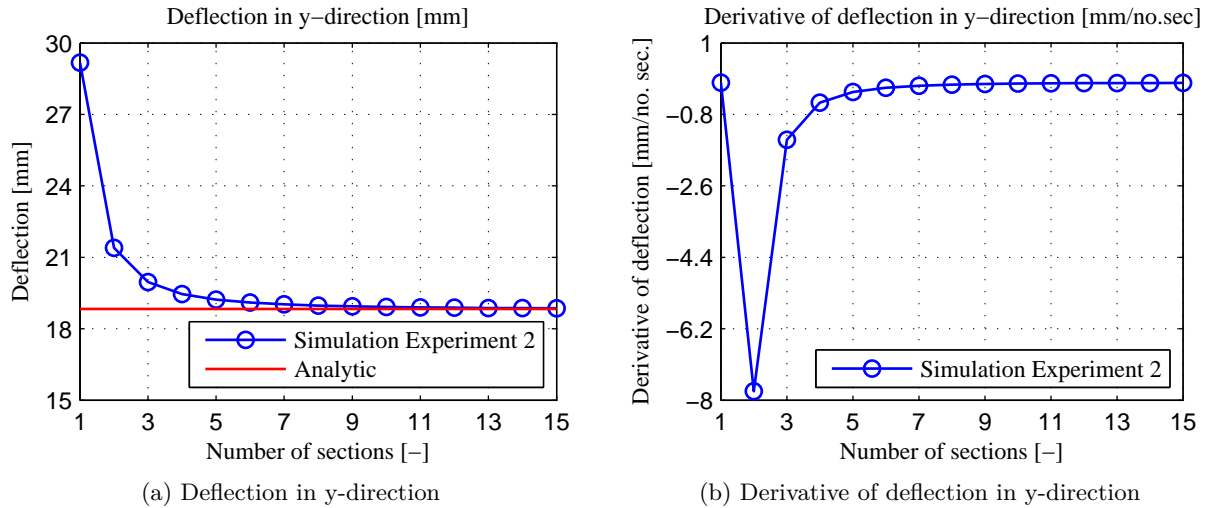 Deflection in y−direction [mm]
Deflection [mm]
30
27
24
21
18
15
1 3 5 7 9 11 13 15
Number of sections [−]
Simulation Experiment 2
Analytic
(a) Deflection in y-direction
Derivative of deflection in y−direction [mm/no.sec]
Derivative of deflection [mm/no. sec.]
1
−0.8
−2.6
−4.4
−6.2
−8
1 3 5 7 9 11 13 15
Number of sections [−]
Simulation Experiment 2
(b) Derivative of deflection in y-direction